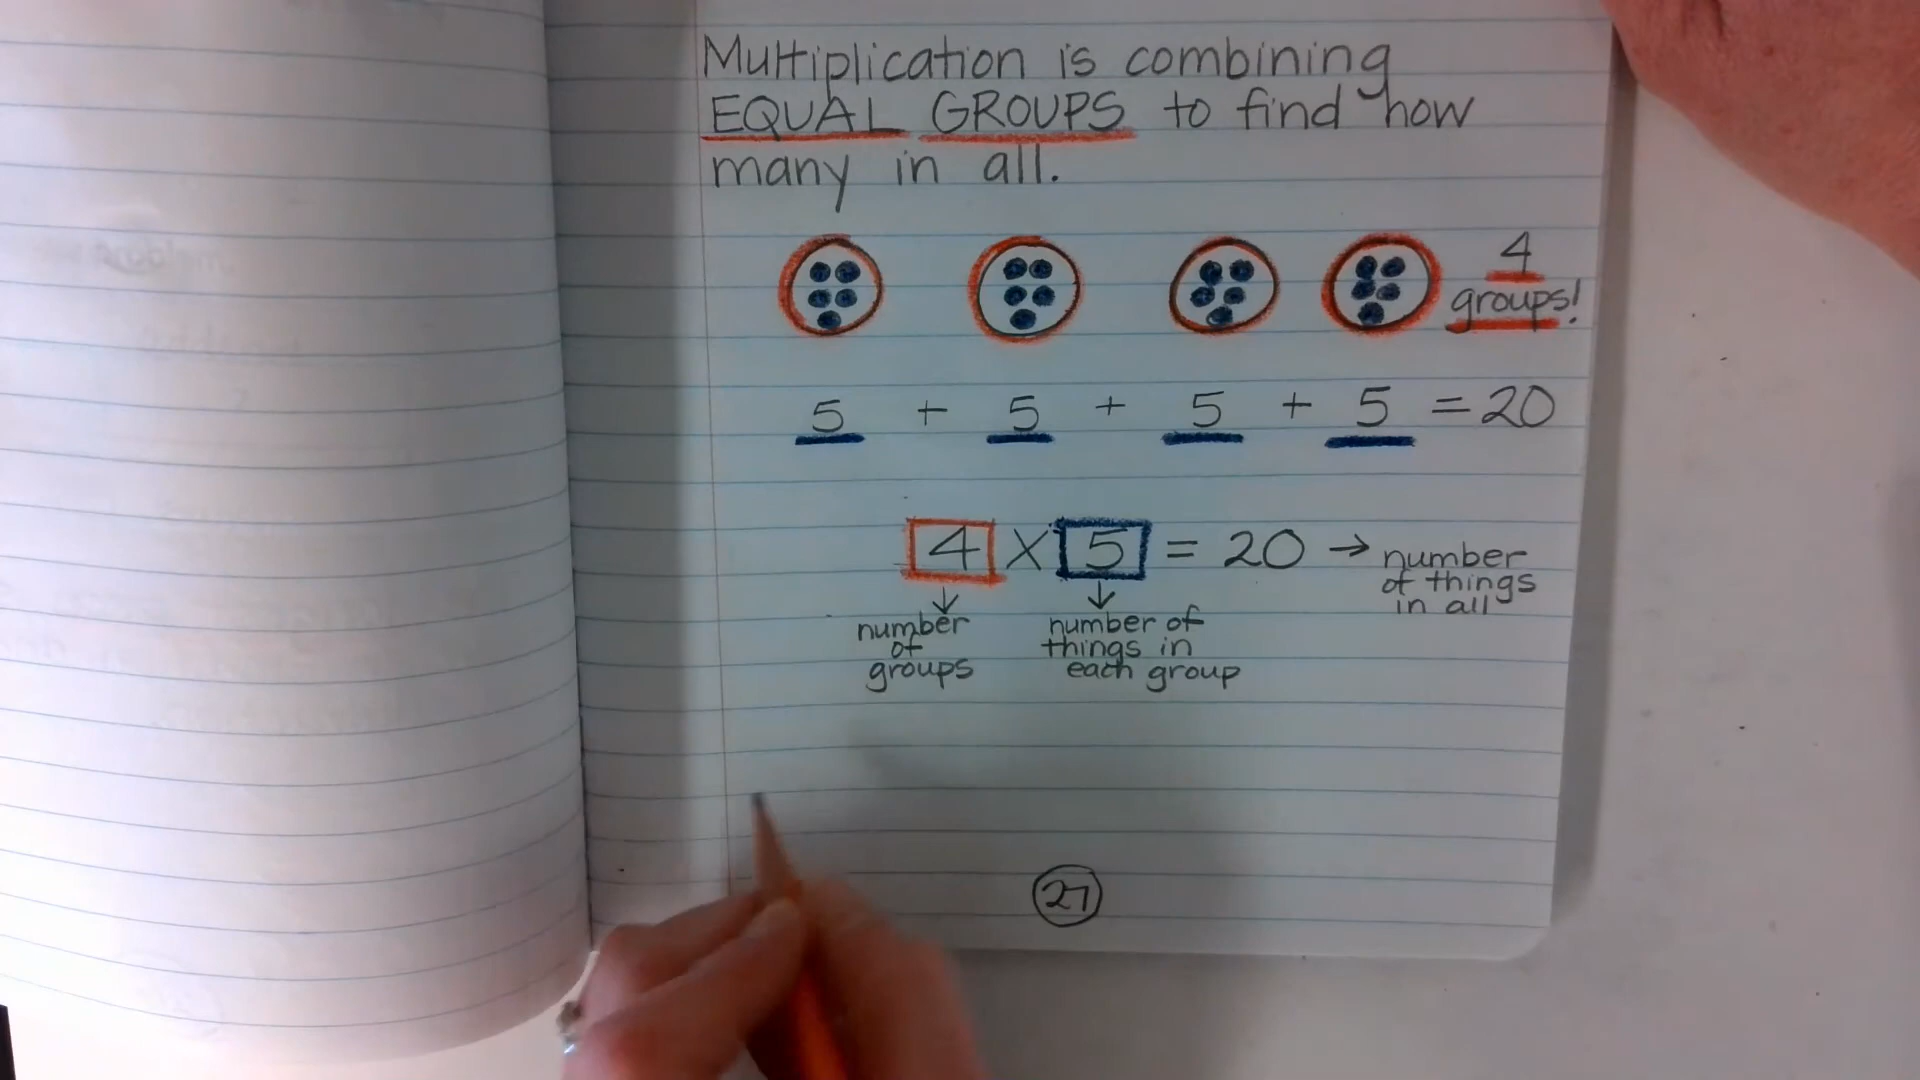 Multiplication is combining
EQUAL GROUPS to find how
many in all.
4
groups!
5 + 5 + 5 + 5 = 20
4 X 5 = 20 → number
of things
in all
number
of
groups
number of
things in
each group
27